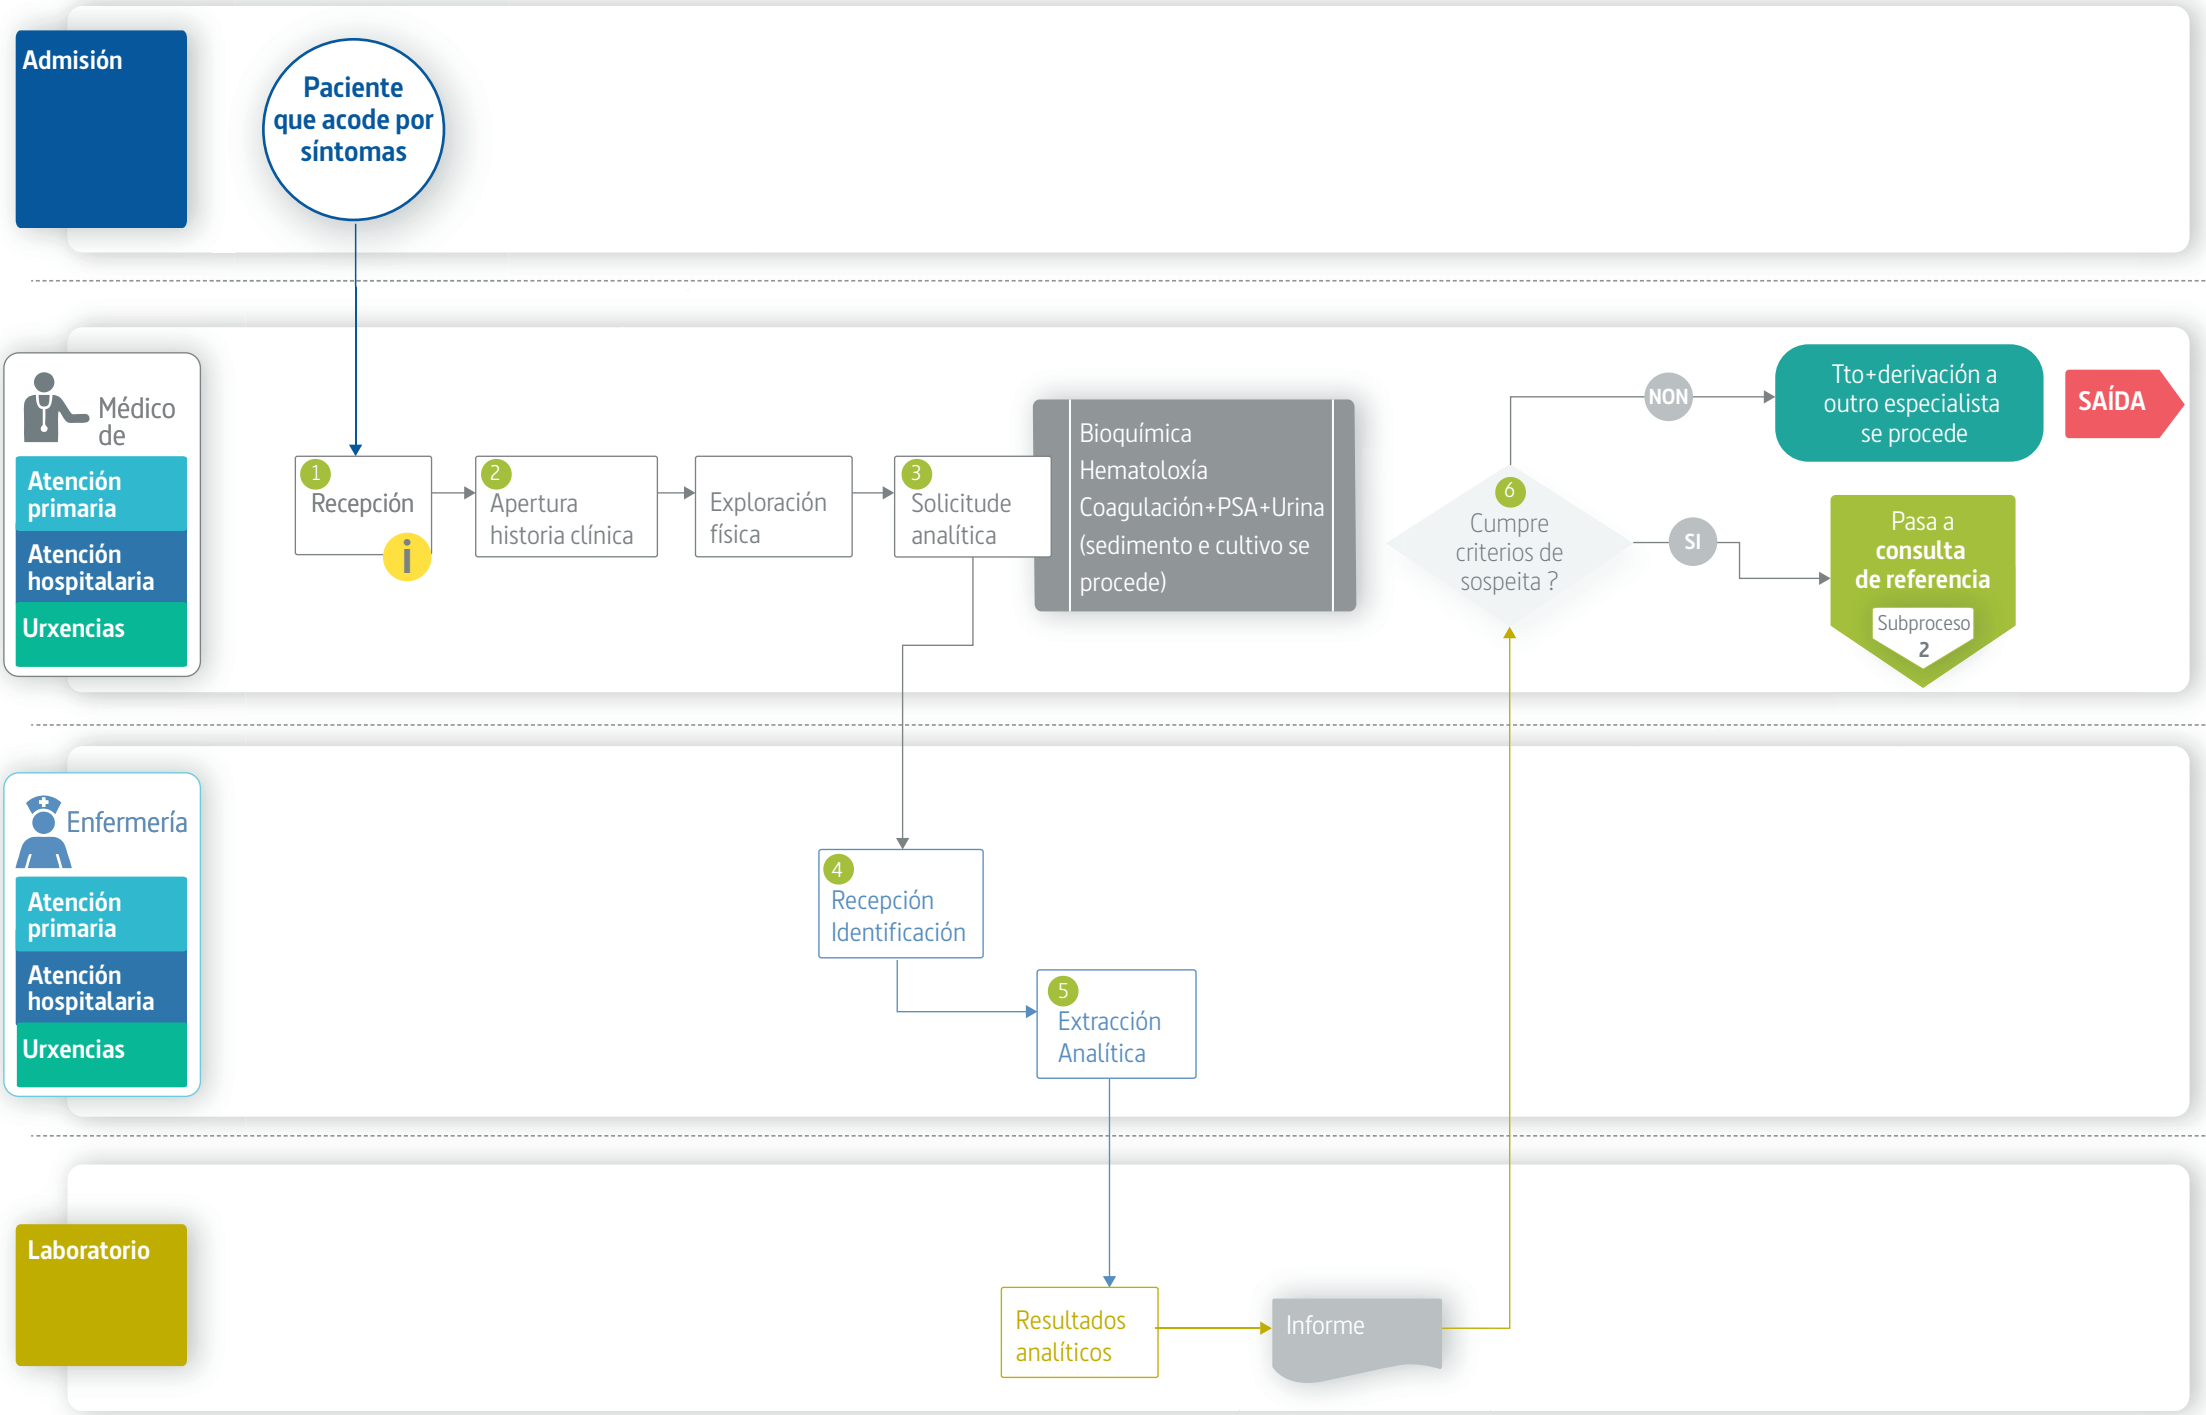 Admisión
Paciente
que acode por
síntomas
Médico
de
Atención
primaria
Atención
hospitalaria
Urxencias
1
Recepción
i
2
Apertura
historia clínica
Exploración
física
3
Solicitude
analítica
Bioquímica
Hematoloxía
Coagulación+PSA+Urina
(sedimento e cultivo se
procede)
6
Cumpre
criterios de
sospeita ?
NON
Tto+derivación a
outro especialista
se procede
SAÍDA
SI
Pasa a
consulta
de referencia
Subproceso
2
Enfermería
Atención
primaria
Atención
hospitalaria
Urxencias
4
Recepción
Identificación
5
Extracción
Analítica
Laboratorio
Resultados
analíticos
Informe